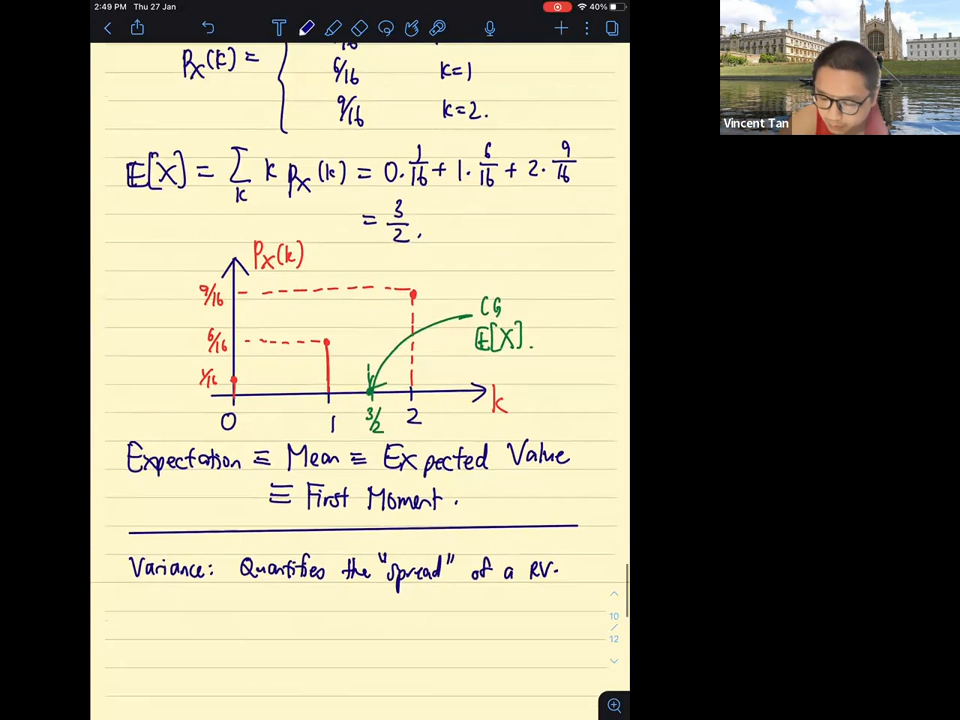 2:49 PM Thu 27 Jan
40%
Vincent Tan
Px(k) = {
6/16 k=1
9/16 k=2.
E[X] = ∑k k Px(k) = 0·1/16 + 1·6/16 + 2·9/16
= 3/2.
Px(k)
9/16
6/16
1/16
CG
E[X].
0 1 3/2 2 k
Expectation ≡ Mean ≡ Expected Value
≡ First Moment.
Variance: Quantifies the "spread" of a RV.
10
/
12